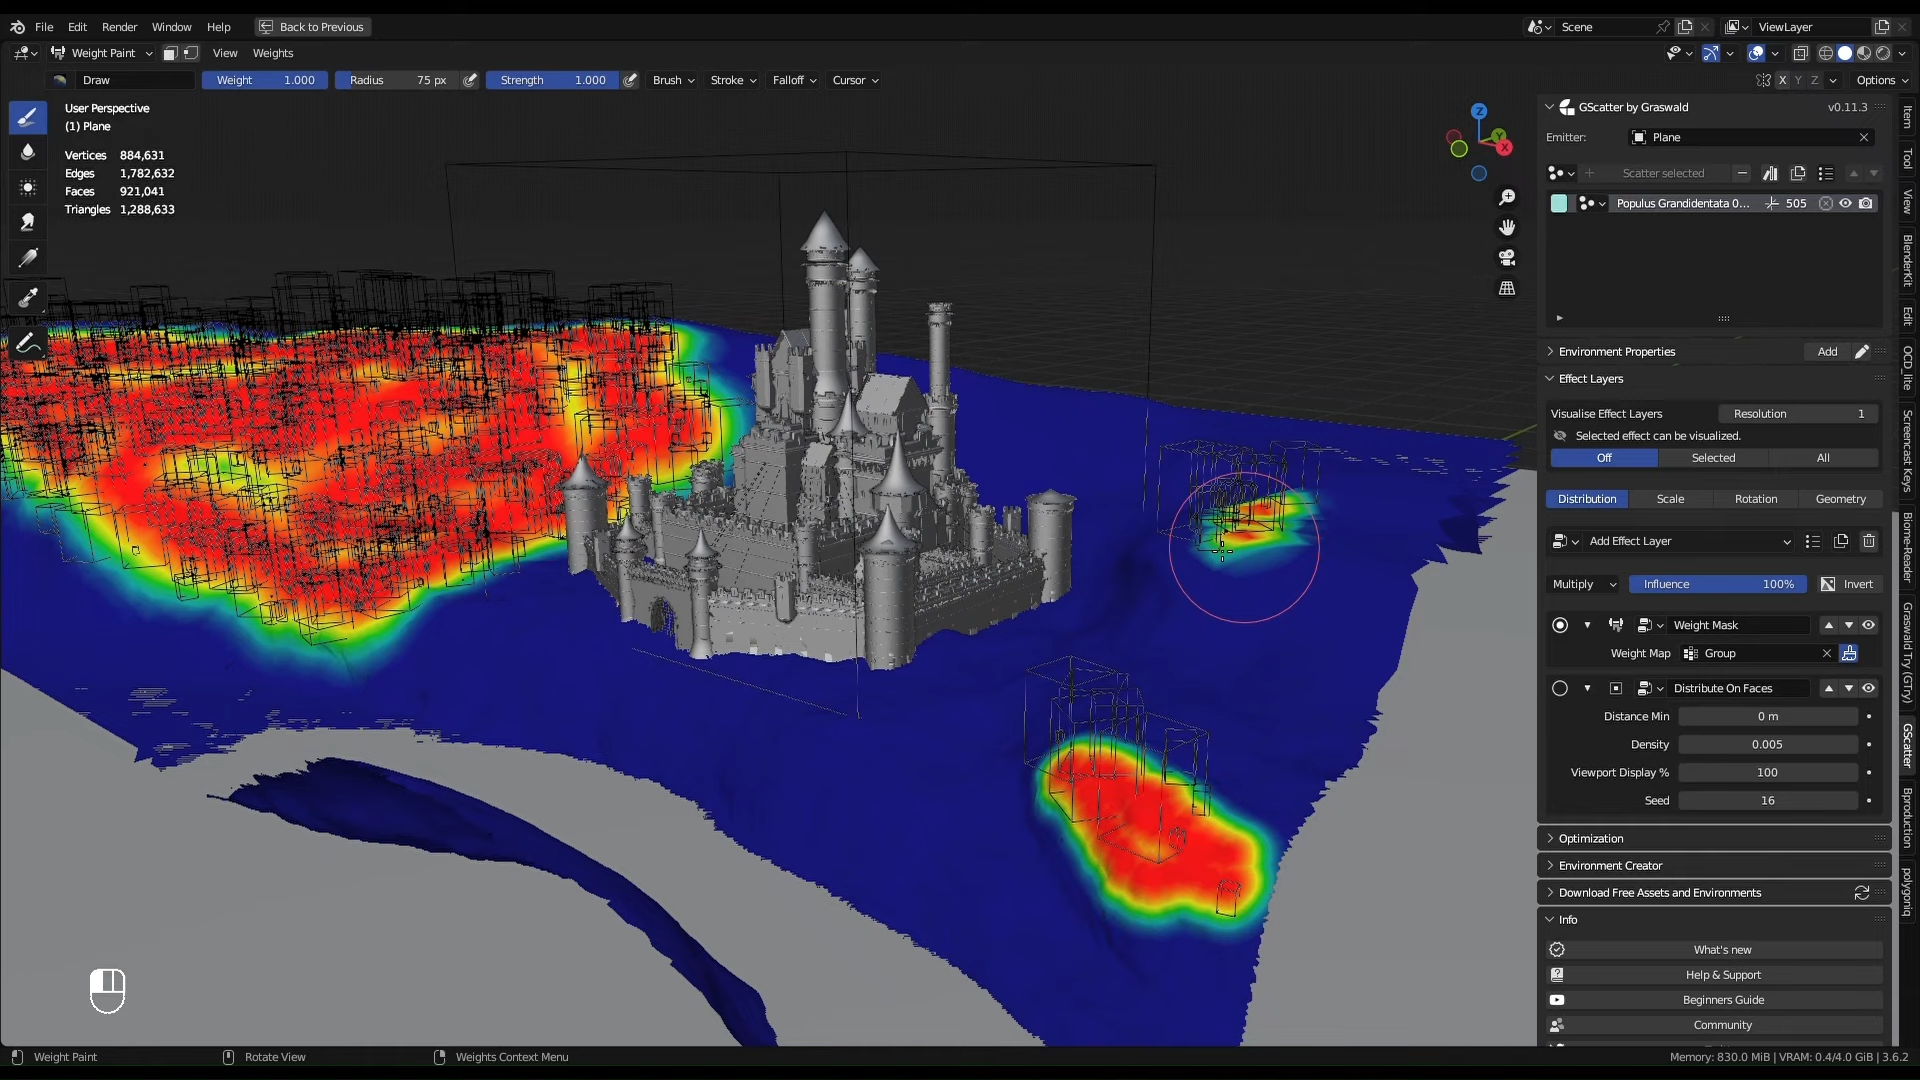 File Edit Render Window Help Back to Previous Scene ViewLayer
Weight Paint View Weights
Draw Weight 1.000 Radius 75 px Strength 1.000 Brush Stroke Falloff Cursor X Y Z Options
User Perspective
(1) Plane
Vertices 884,631
Edges 1,782,632
Faces 921,041
Triangles 1,288,633
Z
Y
X
GScatter by Graswald v0.11.3
Emitter: Plane
Scatter selected
Populus Grandidentata 0... 505
Environment Properties Add
Effect Layers
Visualise Effect Layers Resolution 1
Selected effect can be visualized.
Off Selected All
Distribution Scale Rotation Geometry
Add Effect Layer
Multiply Influence 100% Invert
Weight Mask
Weight Map Group
Distribute On Faces
Distance Min 0 m
Density 0.005
Viewport Display % 100
Seed 16
Optimization
Environment Creator
Download Free Assets and Environments
Info
What's new
Help & Support
Beginners Guide
Community
Item
Tool
View
BlenderKit
Edit
OCD_lite
Screencast Keys
Biome-Reader
Graswald Try (GTry)
GScatter
Bproduction
polygoniq
Weight Paint Rotate View Weights Context Menu Memory: 830.0 MiB | VRAM: 0.4/4.0 GiB | 3.6.2